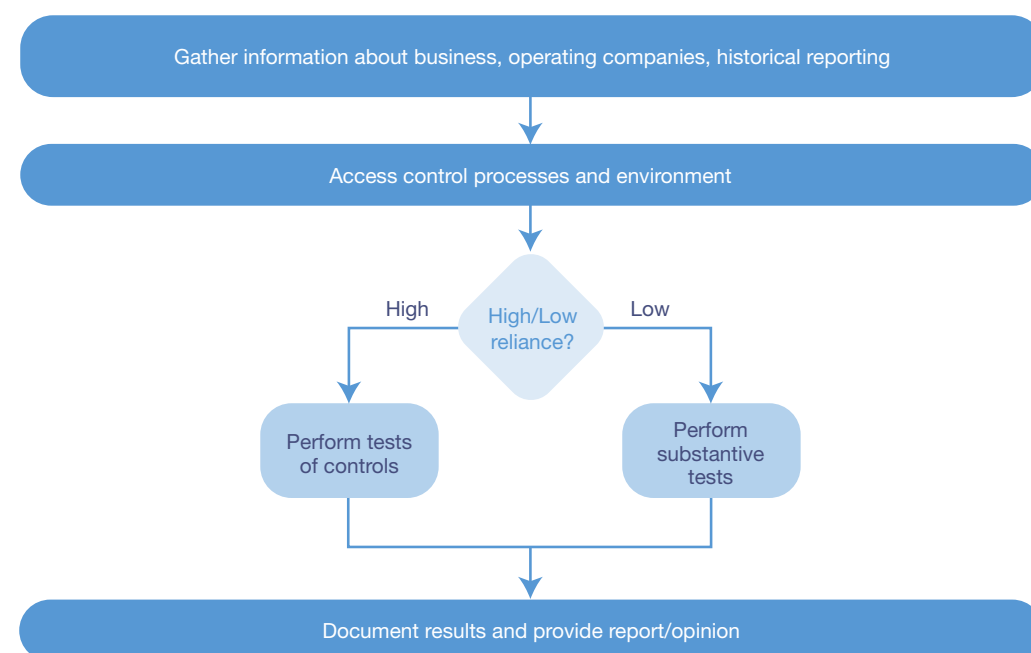 Gather information about business, operating companies, historical reporting
Access control processes and environment
High
High/Low
reliance?
Low
Perform tests
of controls
Perform
substantive
tests
Document results and provide report/opinion